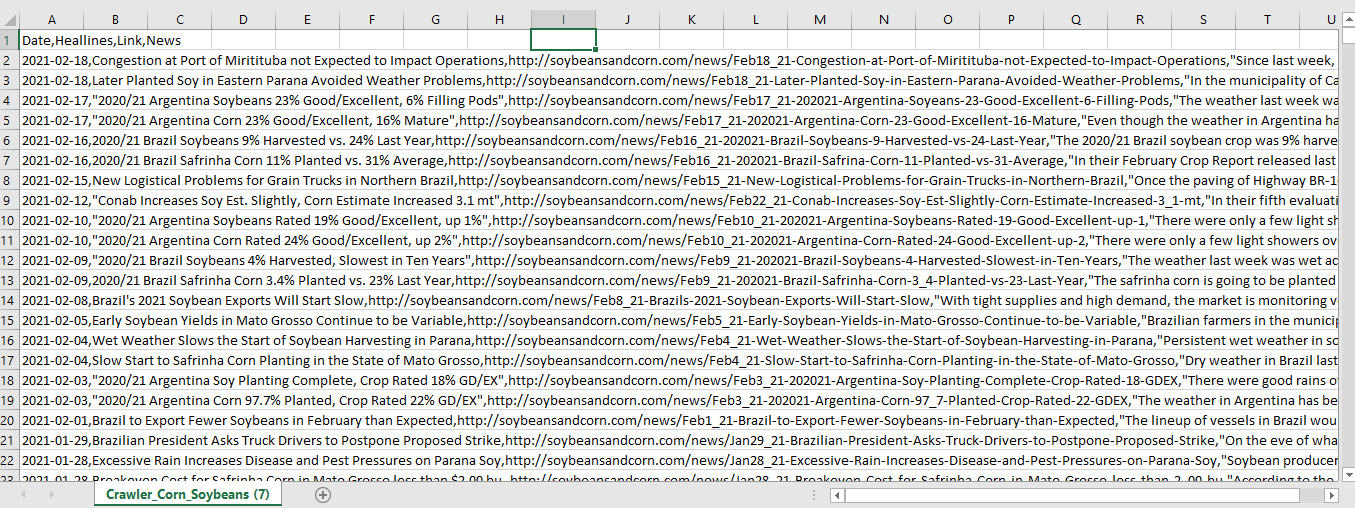 A B C D E F G H I J K L M N O P Q R S T U
1 Date,Heallines,Link,News
2 2021-02-18,Congestion at Port of Miritituba not Expected to Impact Operations,http://soybeansandcorn.com/news/Feb18_21-Congestion-at-Port-of-Miritituba-not-Expected-to-Impact-Operations,"Since last week,
3 2021-02-18,Later Planted Soy in Eastern Parana Avoided Weather Problems,http://soybeansandcorn.com/news/Feb18_21-Later-Planted-Soy-in-Eastern-Parana-Avoided-Weather-Problems,"In the municipality of Ca
4 2021-02-17,"2020/21 Argentina Soybeans 23% Good/Excellent, 6% Filling Pods",http://soybeansandcorn.com/news/Feb17_21-202021-Argentina-Soyeans-23-Good-Excellent-6-Filling-Pods,"The weather last week wa
5 2021-02-17,"2020/21 Argentina Corn 23% Good/Excellent, 16% Mature",http://soybeansandcorn.com/news/Feb17_21-202021-Argentina-Corn-23-Good-Excellent-16-Mature,"Even though the weather in Argentina ha
6 2021-02-16,2020/21 Brazil Soybeans 9% Harvested vs. 24% Last Year,http://soybeansandcorn.com/news/Feb16_21-202021-Brazil-Soybeans-9-Harvested-vs-24-Last-Year,"The 2020/21 Brazil soybean crop was 9% harve
7 2021-02-16,2020/21 Brazil Safrinha Corn 11% Planted vs. 31% Average,http://soybeansandcorn.com/news/Feb16_21-202021-Brazil-Safrina-Corn-11-Planted-vs-31-Average,"In their February Crop Report released last
8 2021-02-15,New Logistical Problems for Grain Trucks in Northern Brazil,http://soybeansandcorn.com/news/Feb15_21-New-Logistical-Problems-for-Grain-Trucks-in-Northern-Brazil,"Once the paving of Highway BR-1
9 2021-02-12,"Conab Increases Soy Est. Slightly, Corn Estimate Increased 3.1 mt",http://soybeansandcorn.com/news/Feb22_21-Conab-Increases-Soy-Est-Slightly-Corn-Estimate-Increased-3_1-mt,"In their fifth evaluati
10 2021-02-10,"2020/21 Argentina Soybeans Rated 19% Good/Excellent, up 1%",http://soybeansandcorn.com/news/Feb10_21-202021-Argentina-Soybeans-Rated-19-Good-Excellent-up-1,"There were only a few light sh
11 2021-02-10,"2020/21 Argentina Corn Rated 24% Good/Excellent, up 2%",http://soybeansandcorn.com/news/Feb10_21-202021-Argentina-Corn-Rated-24-Good-Excellent-up-2,"There were only a few light showers ov
12 2021-02-09,"2020/21 Brazil Soybeans 4% Harvested, Slowest in Ten Years",http://soybeansandcorn.com/news/Feb9_21-202021-Brazil-Soybeans-4-Harvested-Slowest-in-Ten-Years,"The weather last week was wet ac
13 2021-02-09,2020/21 Brazil Safrinha Corn 3.4% Planted vs. 23% Last Year,http://soybeansandcorn.com/news/Feb9_21-202021-Brazil-Safrinha-Corn-3_4-Planted-vs-23-Last-Year,"The safrinha corn is going to be planted
14 2021-02-08,Brazil's 2021 Soybean Exports Will Start Slow,http://soybeansandcorn.com/news/Feb8_21-Brazils-2021-Soybean-Exports-Will-Start-Slow,"With tight supplies and high demand, the market is monitoring v
15 2021-02-05,Early Soybean Yields in Mato Grosso Continue to be Variable,http://soybeansandcorn.com/news/Feb5_21-Early-Soybean-Yields-in-Mato-Grosso-Continue-to-be-Variable,"Brazilian farmers in the municip
16 2021-02-04,Wet Weather Slows the Start of Soybean Harvesting in Parana,http://soybeansandcorn.com/news/Feb4_21-Wet-Weather-Slows-the-Start-of-Soybean-Harvesting-in-Parana,"Persistent wet weather in sc
17 2021-02-04,Slow Start to Safrinha Corn Planting in the State of Mato Grosso,http://soybeansandcorn.com/news/Feb4_21-Slow-Start-to-Safrinha-Corn-Planting-in-the-State-of-Mato-Grosso,"Dry weather in Brazil last
18 2021-02-03,"2020/21 Argentina Soy Planting Complete, Crop Rated 18% GD/EX",http://soybeansandcorn.com/news/Feb3_21-202021-Argentina-Soy-Planting-Complete-Crop-Rated-18-GDEX,"There were good rains o
19 2021-02-03,"2020/21 Argentina Corn 97.7% Planted, Crop Rated 22% GD/EX",http://soybeansandcorn.com/news/Feb3_21-202021-Argentina-Corn-97_7-Planted-Crop-Rated-22-GDEX,"The weather in Argentina has be
20 2021-02-01,Brazil to Export Fewer Soybeans in February than Expected,http://soybeansandcorn.com/news/Feb1_21-Brazil-to-Export-Fewer-Soybeans-in-February-than-Expected,"The lineup of vessels in Brazil wou
21 2021-01-29,Brazilian President Asks Truck Drivers to Postpone Proposed Strike,http://soybeansandcorn.com/news/Jan29_21-Brazilian-President-Asks-Truck-Drivers-to-Postpone-Proposed-Strike,"On the eve of wha
22 2021-01-28,Excessive Rain Increases Disease and Pest Pressures on Parana Soy,http://soybeansandcorn.com/news/Jan28_21-Excessive-Rain-Increases-Disease-and-Pest-Pressures-on-Parana-Soy,"Soybean producer
23 2021-01-28,Breakeven Cost for Safrinha Corn in Mato Grosso less than $2.00 bu.,http://soybeansandcorn.com/news/Jan28_21-Breakeven-Cost-for-Safrinha-Corn-in-Mato-Grosso-less-than-2_00-bu,"According to the
Crawler_Corn_Soybeans (7)